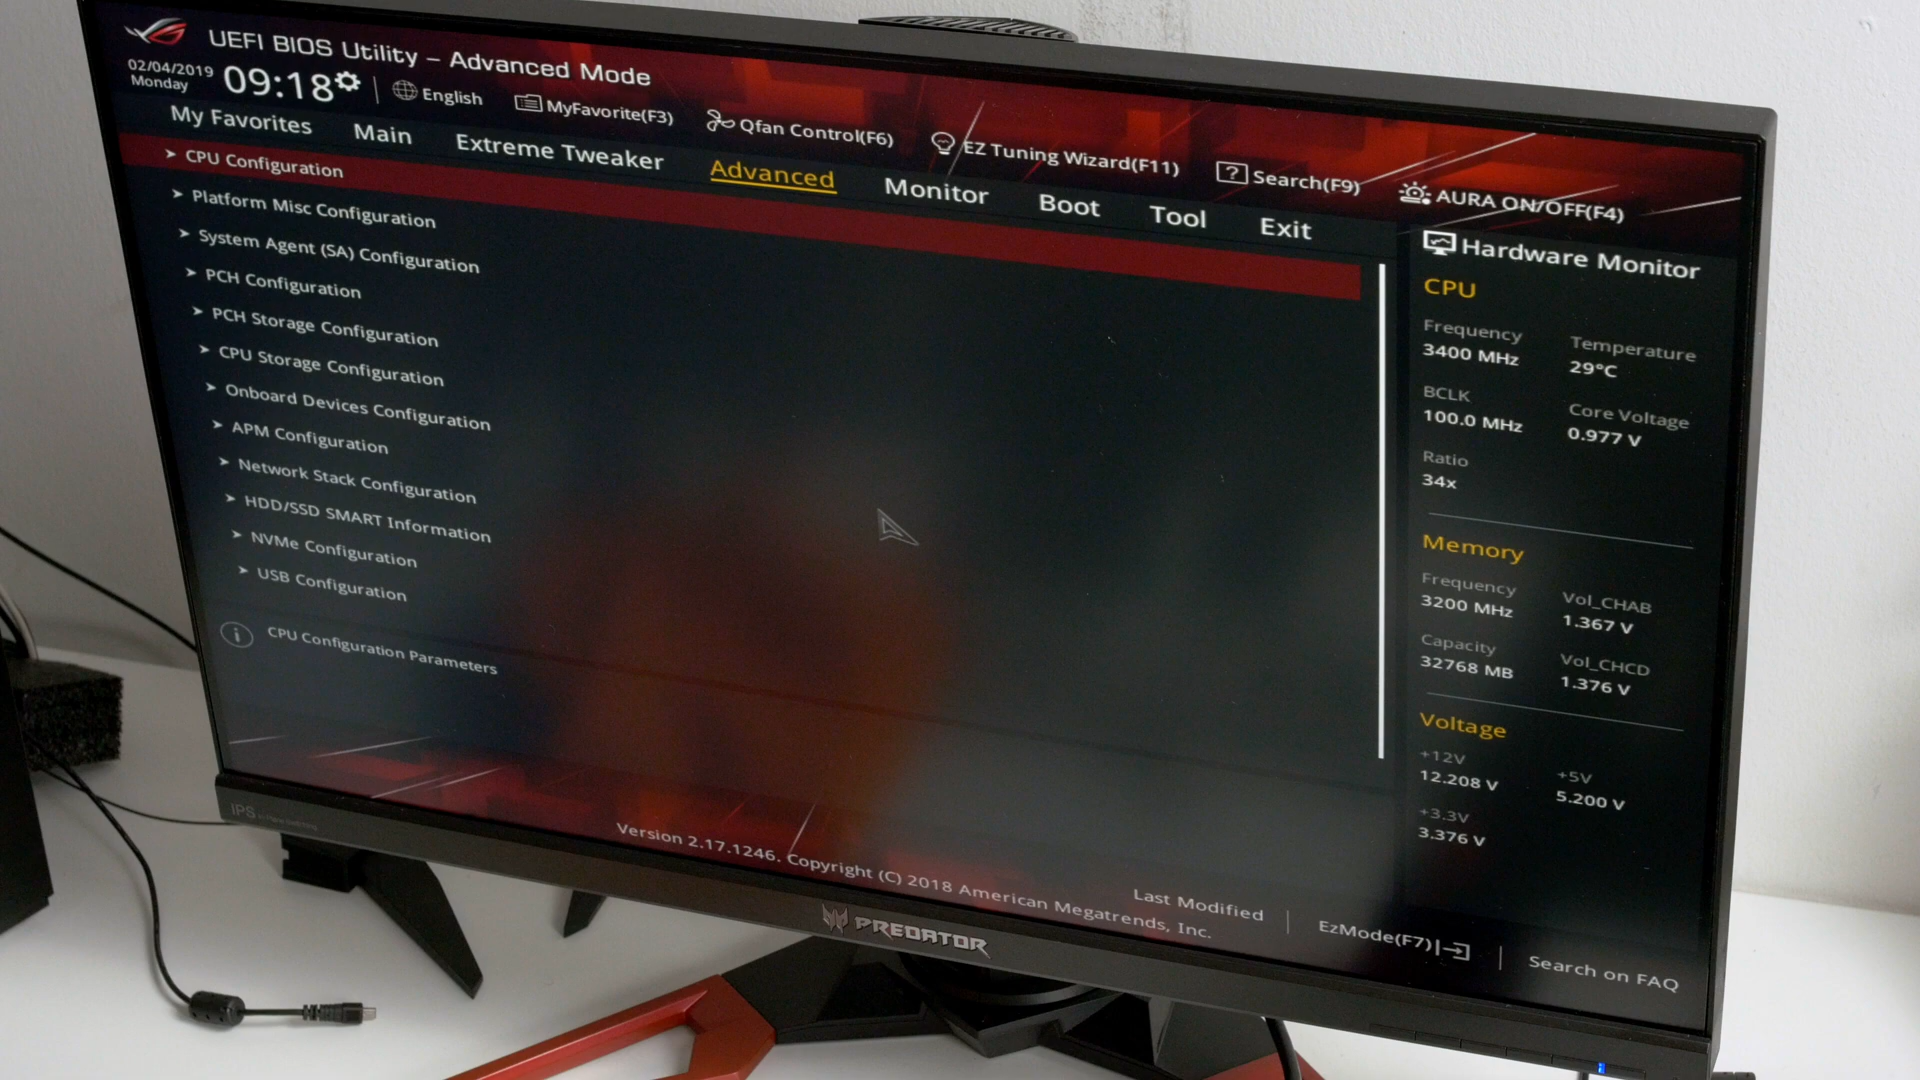 UEFI BIOS Utility – Advanced Mode
02/04/2019
Monday
09:18
English
MyFavorite(F3)
Qfan Control(F6)
EZ Tuning Wizard(F11)
Search(F9)
AURA ON/OFF(F4)
My Favorites
Main
Extreme Tweaker
Advanced
Monitor
Boot
Tool
Exit
CPU Configuration
Platform Misc Configuration
System Agent (SA) Configuration
PCH Configuration
PCH Storage Configuration
CPU Storage Configuration
Onboard Devices Configuration
APM Configuration
Network Stack Configuration
HDD/SSD SMART Information
NVMe Configuration
USB Configuration
CPU Configuration Parameters
Hardware Monitor
CPU
Frequency
3400 MHz
Temperature
29°C
BCLK
100.0 MHz
Core Voltage
0.977 V
Ratio
34x
Memory
Frequency
3200 MHz
Vol_CHAB
1.367 V
Capacity
32768 MB
Vol_CHCD
1.376 V
Voltage
+12V
12.208 V
+5V
5.200 V
+3.3V
3.376 V
Version 2.17.1246. Copyright (C) 2018 American Megatrends, Inc.
Last Modified
EzMode(F7)
Search on FAQ
IPS
PREDATOR